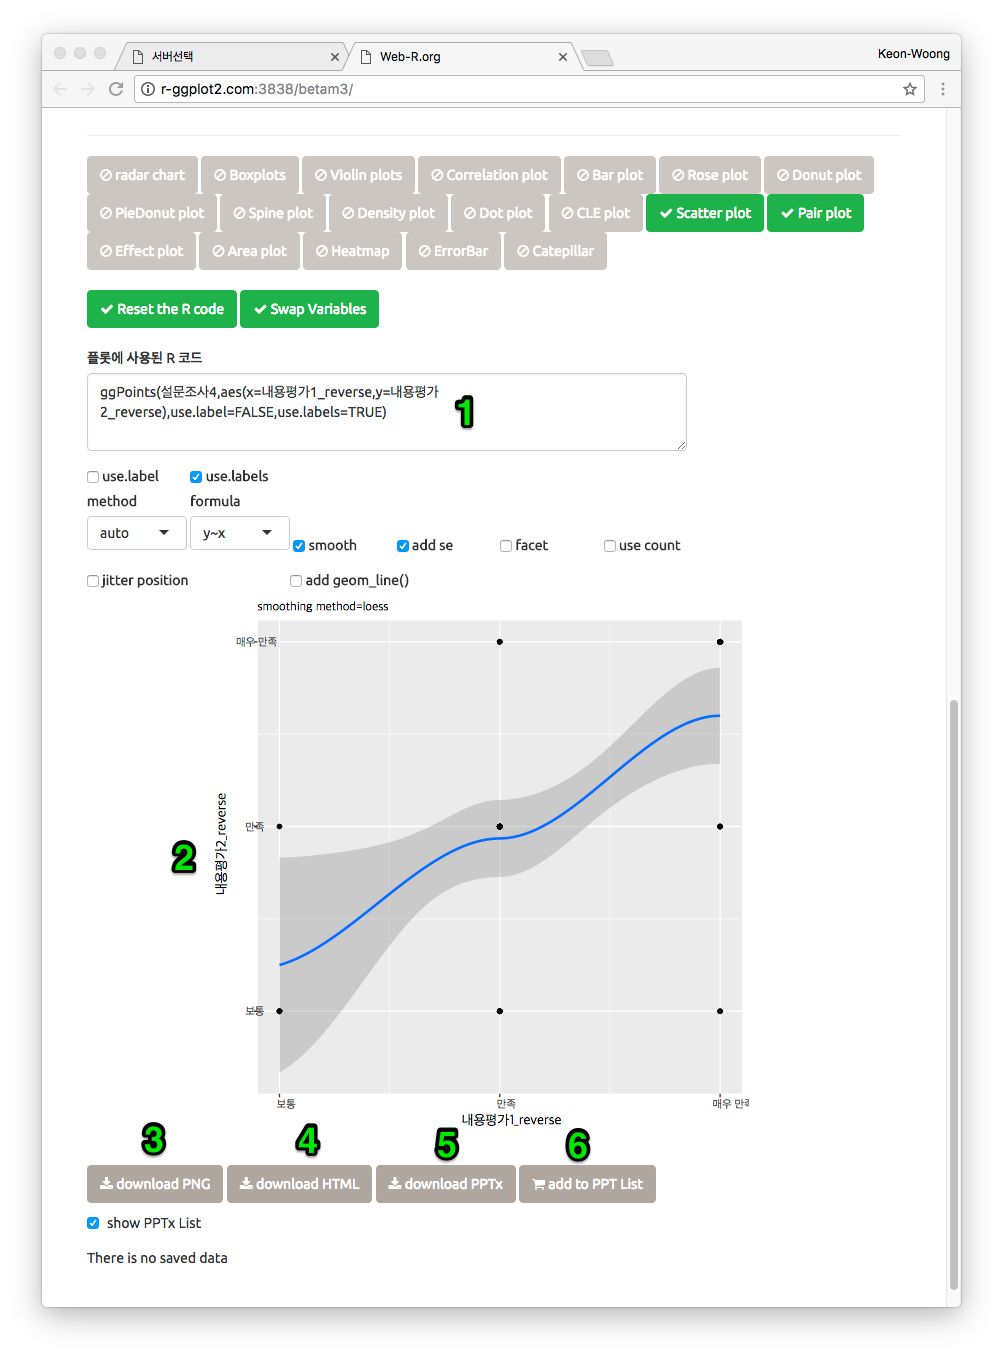 서버선택
Web-R.org
Keon-Woong
r-ggplot2.com:3838/betam3/
radar chart Boxplots Violin plots Correlation plot Bar plot Rose plot Donut plot
PieDonut plot Spine plot Density plot Dot plot CLE plot Scatter plot Pair plot
Effect plot Area plot Heatmap ErrorBar Catepillar
Reset the R code Swap Variables
플롯에 사용된 R 코드
ggPoints(설문조사4,aes(x=내용평가1_reverse,y=내용평가
2_reverse),use.label=FALSE,use.labels=TRUE)
1
use.label use.labels
method formula
auto y~x smooth add se facet use count
jitter position add geom_line()
smoothing method=loess
매우 만족
만족
보통
내용평가2_reverse
2
보통 만족 매우 만족
내용평가1_reverse
3 4 5 6
download PNG download HTML download PPTx add to PPT List
show PPTx List
There is no saved data